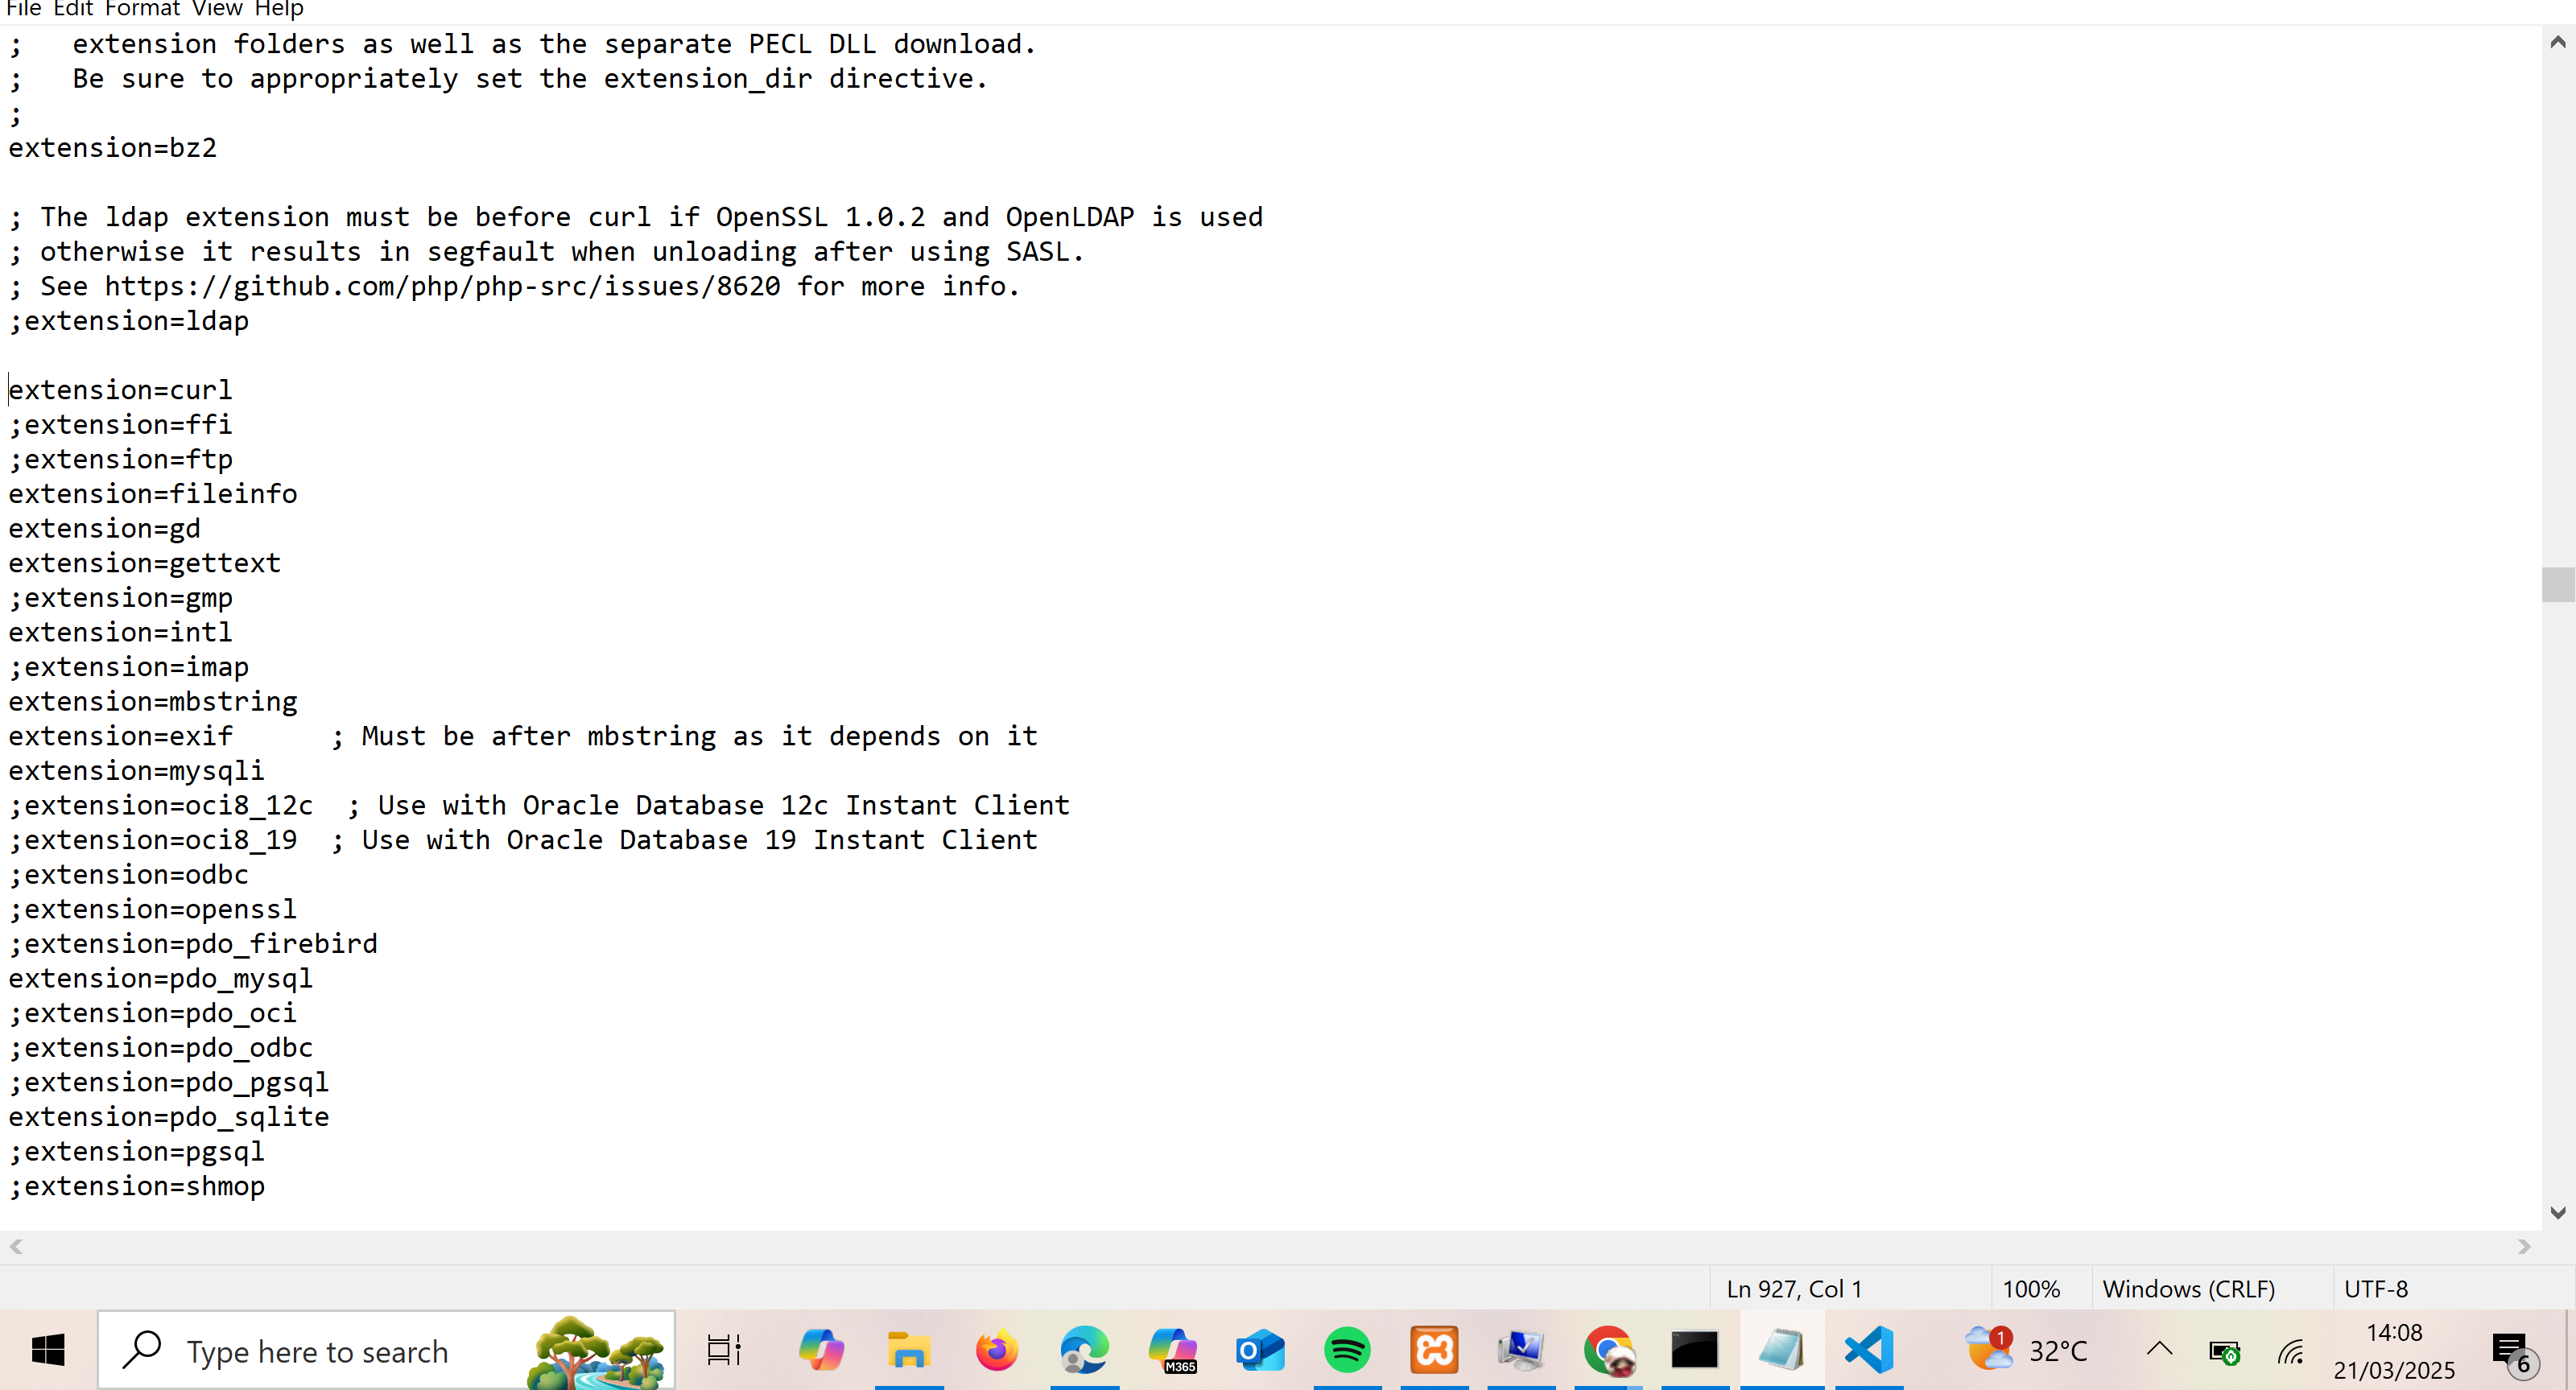 File Edit Format View Help
;   extension folders as well as the separate PECL DLL download.
;   Be sure to appropriately set the extension_dir directive.
;
extension=bz2
; The ldap extension must be before curl if OpenSSL 1.0.2 and OpenLDAP is used
; otherwise it results in segfault when unloading after using SASL.
; See https://github.com/php/php-src/issues/8620 for more info.
;extension=ldap
extension=curl
;extension=ffi
;extension=ftp
extension=fileinfo
extension=gd
extension=gettext
;extension=gmp
extension=intl
;extension=imap
extension=mbstring
extension=exif      ; Must be after mbstring as it depends on it
extension=mysqli
;extension=oci8_12c  ; Use with Oracle Database 12c Instant Client
;extension=oci8_19  ; Use with Oracle Database 19 Instant Client
;extension=odbc
;extension=openssl
;extension=pdo_firebird
extension=pdo_mysql
;extension=pdo_oci
;extension=pdo_odbc
;extension=pdo_pgsql
extension=pdo_sqlite
;extension=pgsql
;extension=shmop
Ln 927, Col 1
100%
Windows (CRLF)
UTF-8
Type here to search
M365
1
32°C
14:08
21/03/2025
6